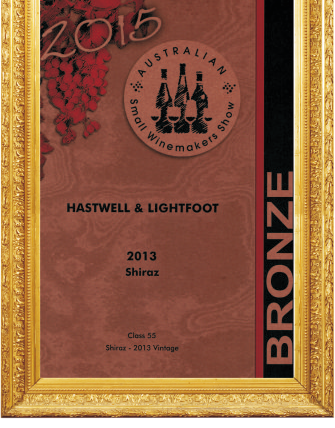 2015
AUSTRALIAN
Small Winemakers Show
HASTWELL & LIGHTFOOT
2013
Shiraz
Class 55
Shiraz - 2013 Vintage
BRONZE